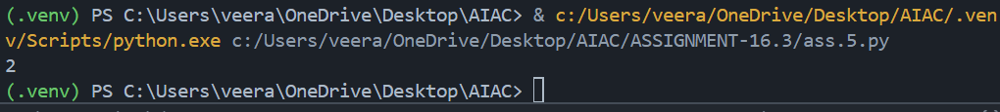 (.venv) PS C:\Users\veera\OneDrive\Desktop\AIAC> & c:/Users/veera/OneDrive/Desktop/AIAC/.ven
v/Scripts/python.exe c:/Users/veera/OneDrive/Desktop/AIAC/ASSIGNMENT-16.3/ass.5.py
2
(.venv) PS C:\Users\veera\OneDrive\Desktop\AIAC>